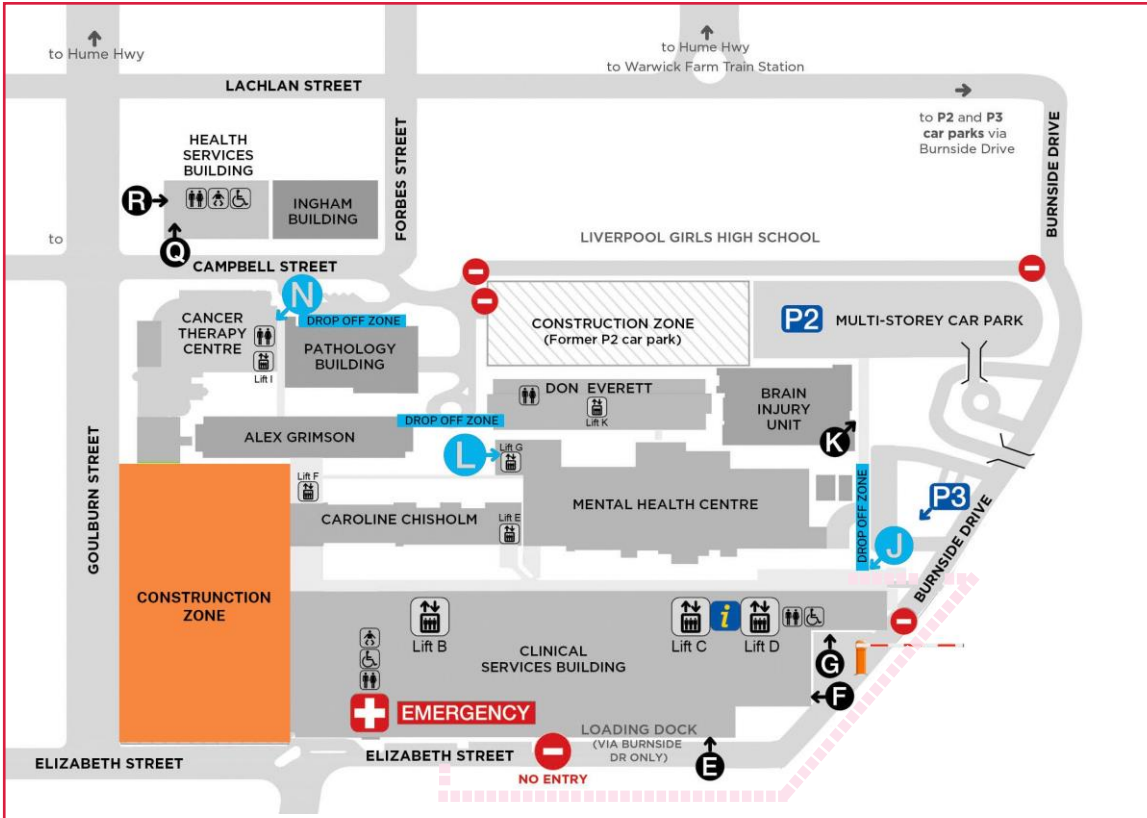 to Hume Hwy
to Hume Hwy
to Warwick Farm Train Station
LACHLAN STREET
to P2 and P3
car parks via
Burnside Drive
BURNSIDE DRIVE
FORBES STREET
HEALTH
SERVICES
BUILDING
R
INGHAM
BUILDING
Q
to
CAMPBELL STREET
LIVERPOOL GIRLS HIGH SCHOOL
N
CANCER
THERAPY
CENTRE
Lift I
DROP OFF ZONE
PATHOLOGY
BUILDING
CONSTRUCTION ZONE
(Former P2 car park)
P2
MULTI-STOREY CAR PARK
DON EVERETT
Lift K
BRAIN
INJURY
UNIT
K
DROP OFF ZONE
ALEX GRIMSON
L
Lift G
GOULBURN STREET
Lift F
CAROLINE CHISHOLM
Lift E
MENTAL HEALTH CENTRE
DROP OFF ZONE
P3
J
BURNSIDE DRIVE
CONSTRUNCTION
ZONE
Lift B
CLINICAL
SERVICES BUILDING
Lift C
i
Lift D
G
F
EMERGENCY
LOADING DOCK
(VIA BURNSIDE
DR ONLY)
E
ELIZABETH STREET
ELIZABETH STREET
NO ENTRY